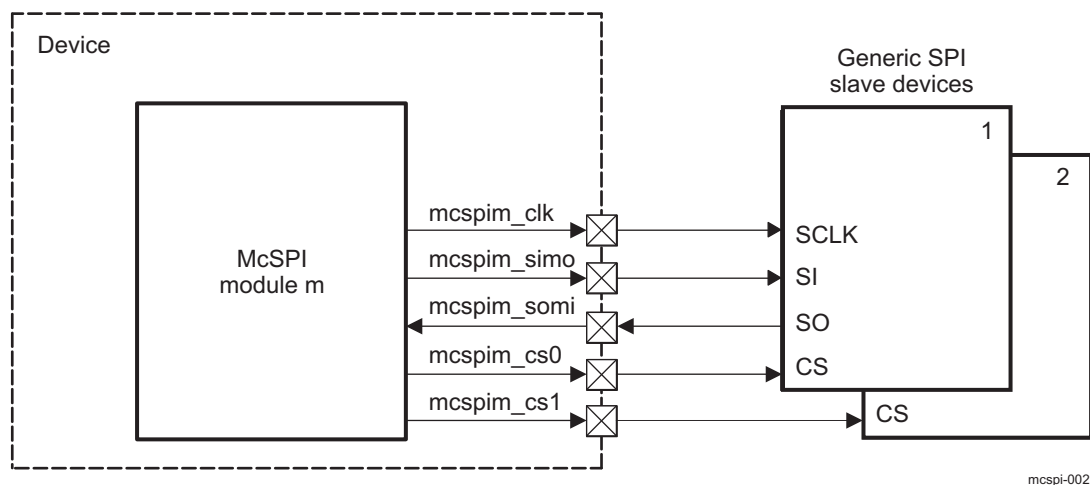 Device
Generic SPI
slave devices
1
2
McSPI
module m
mcspim_clk
mcspim_simo
mcspim_somi
mcspim_cs0
mcspim_cs1
SCLK
SI
SO
CS
CS
mcspi-002